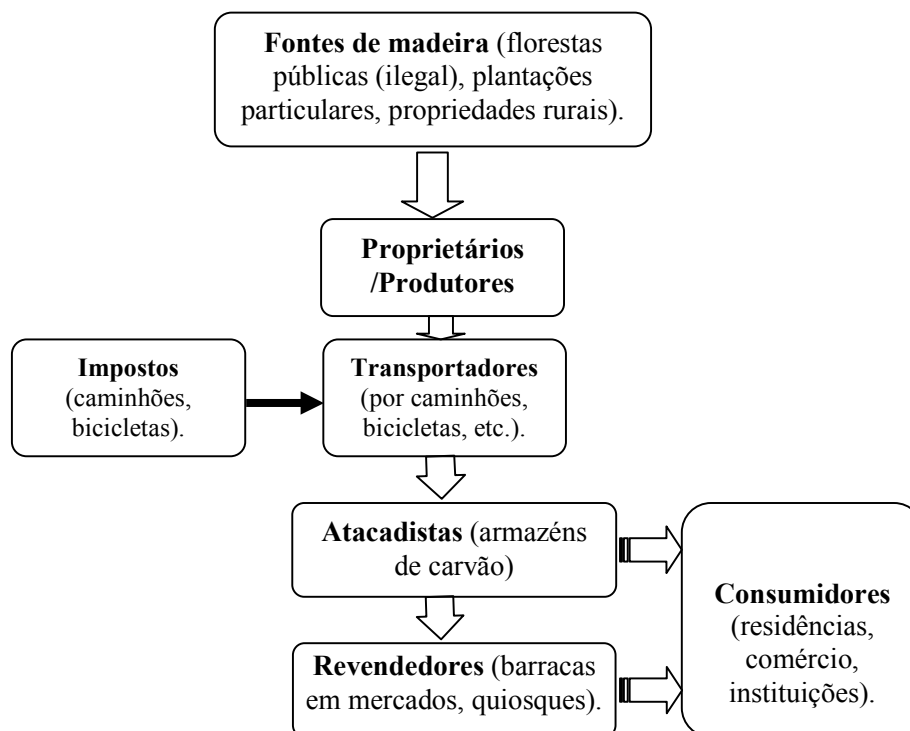 Fontes de madeira (florestas
públicas (ilegal), plantações
particulares, propriedades rurais).
Proprietários
/Produtores
Impostos
(caminhões,
bicicletas).
Transportadores
(por caminhões,
bicicletas, etc.).
Atacadistas (armazéns
de carvão)
Revendedores (barracas
em mercados, quiosques).
Consumidores
(residências,
comércio,
instituições).